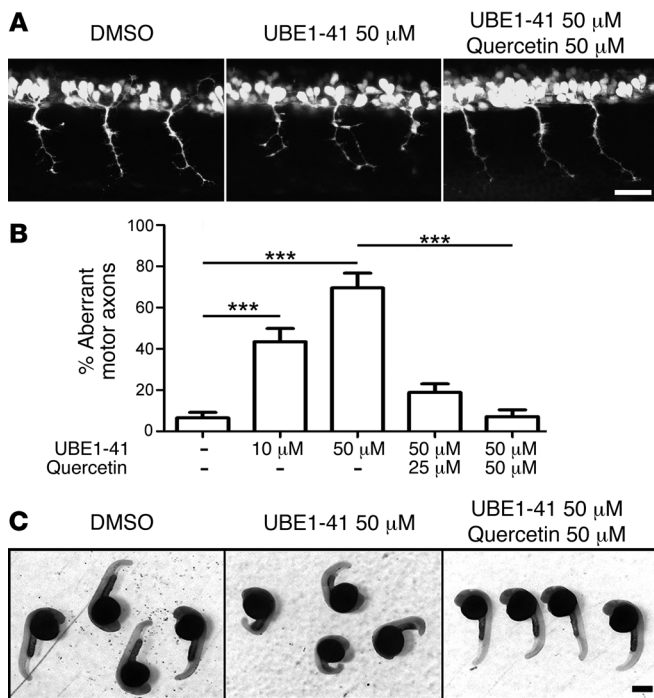 A
DMSO
UBE1-41 50 µM
UBE1-41 50 µM
Quercetin 50 µM
B
% Aberrant
motor axons
100
80
60
40
20
0
***
***
***
UBE1-41 - 10 µM 50 µM 50 µM 50 µM
Quercetin - - - 25 µM 50 µM
C
DMSO
UBE1-41 50 µM
UBE1-41 50 µM
Quercetin 50 µM